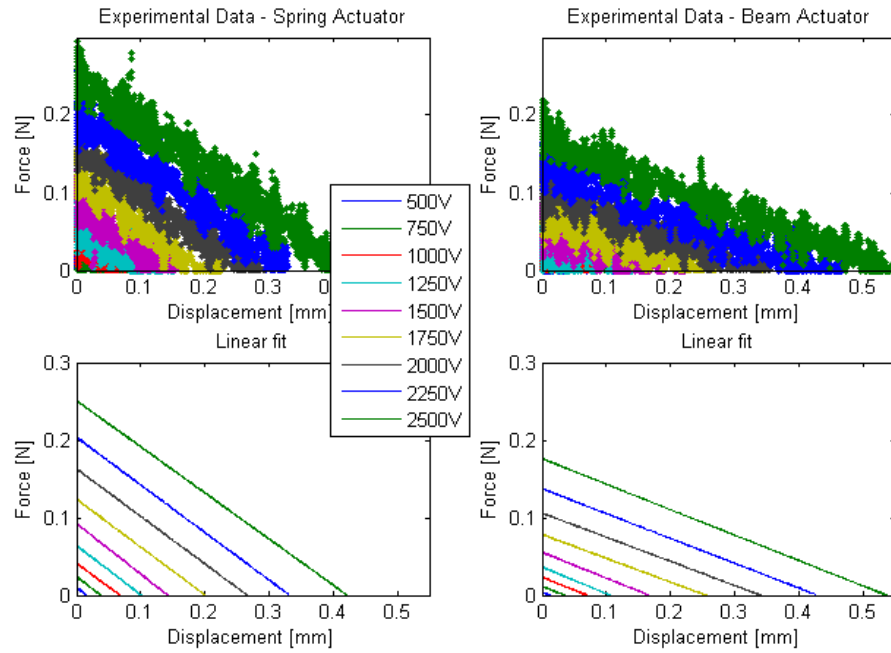 Experimental Data - Spring Actuator
Force [N]
0.2
0.1
0
0
0.1
0.2
0.3
0.4
Displacement [mm]
Experimental Data - Beam Actuator
Force [N]
0.2
0.1
0
0
0.1
0.2
0.3
0.4
0.5
Displacement [mm]
500V
750V
1000V
1250V
1500V
1750V
2000V
2250V
2500V
Linear fit
Force [N]
0.3
0.2
0.1
0
0
0.1
0.2
0.3
0.4
0.5
Displacement [mm]
Linear fit
Force [N]
0.3
0.2
0.1
0
0
0.1
0.2
0.3
0.4
0.5
Displacement [mm]